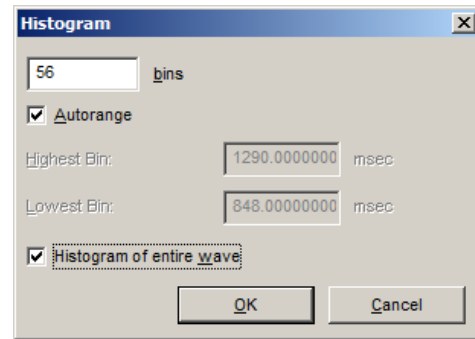 Histogram
56 bins
Autorange
Highest Bin: 1290.0000000 msec
Lowest Bin: 848.00000000 msec
Histogram of entire wave
OK Cancel